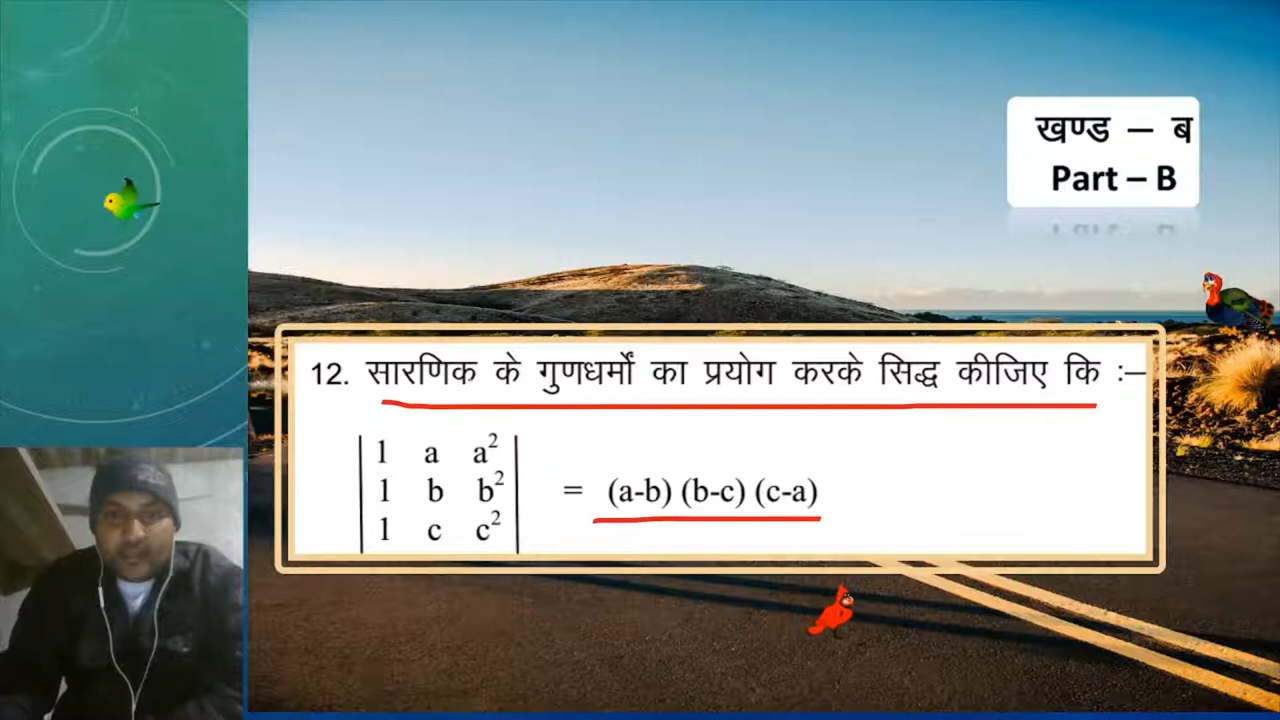 खण्ड – ब
Part – B
12. सारणिक के गुणधर्मों का प्रयोग करके सिद्ध कीजिए कि :–
1 a a²
1 b b² = (a-b) (b-c) (c-a)
1 c c²